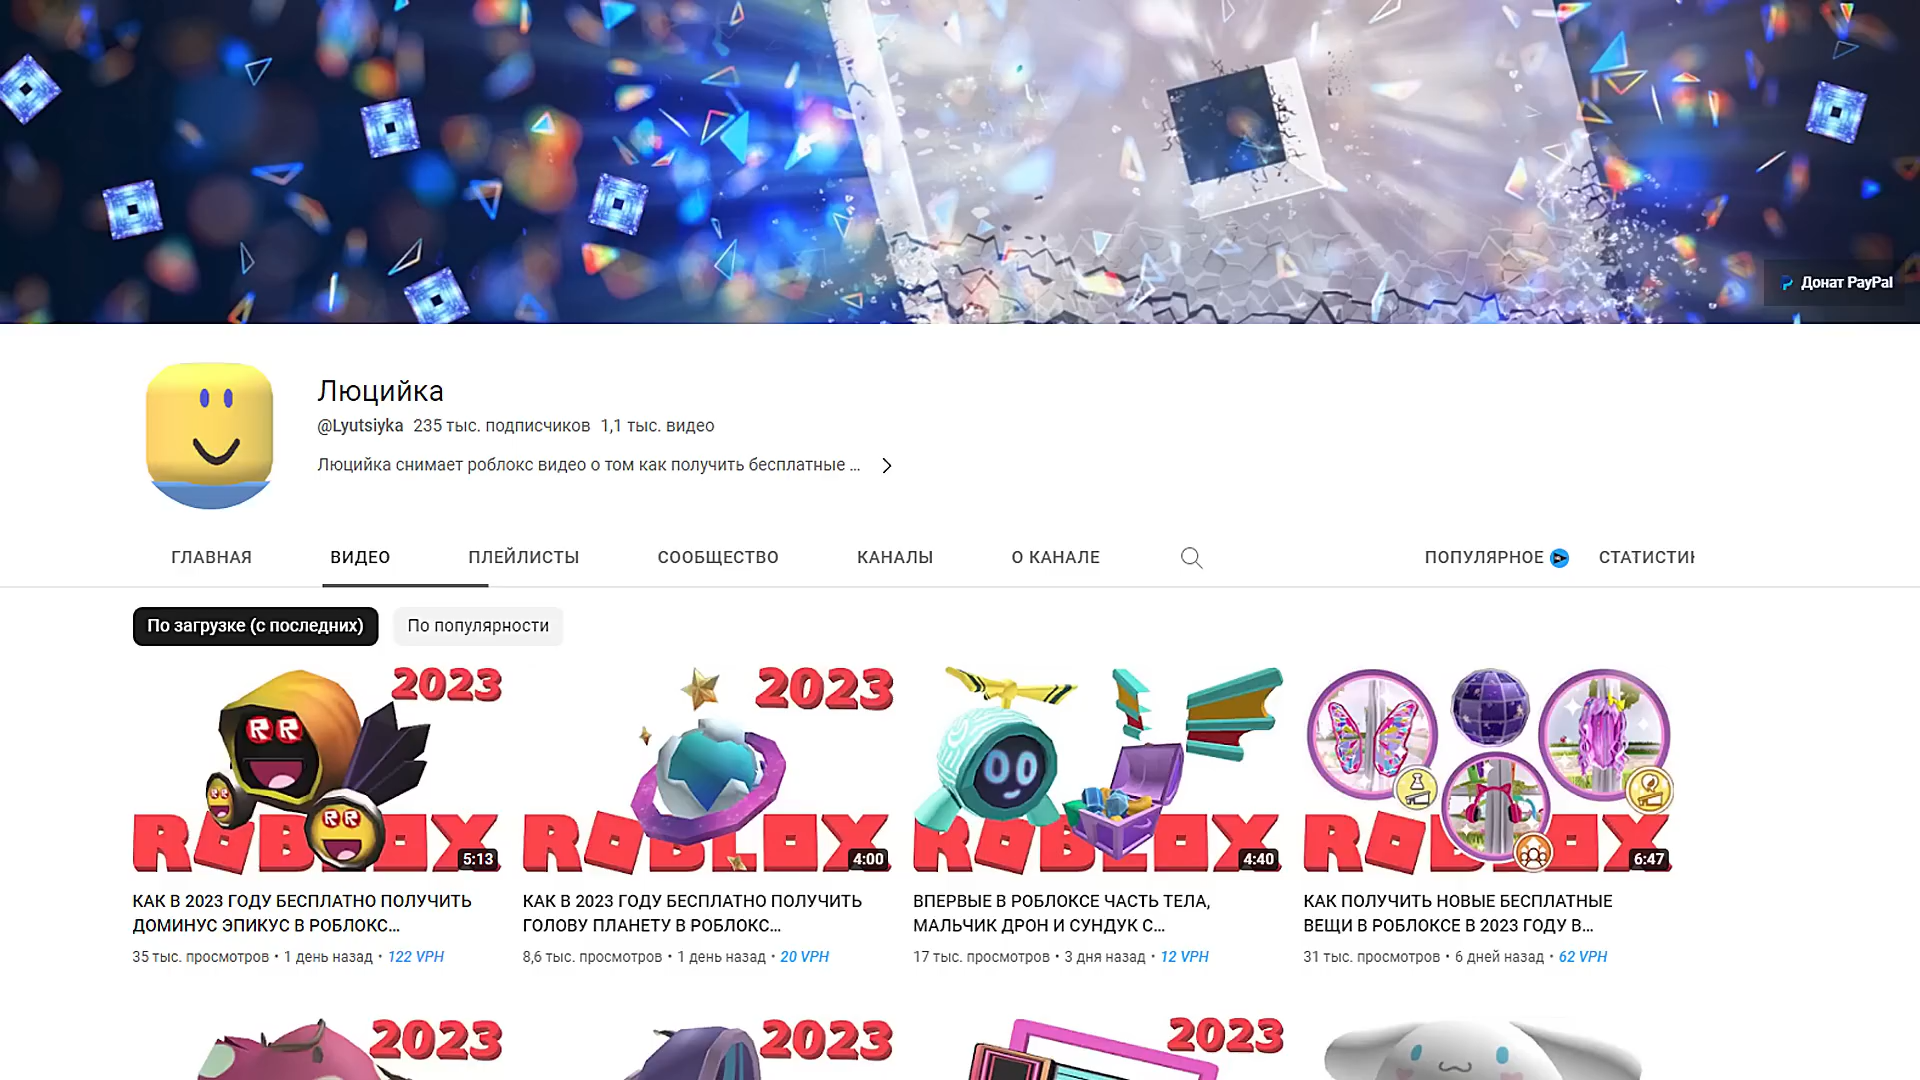 Донат PayPal
Люцийка
@Lyutsiyka 235 тыс. подписчиков 1,1 тыс. видео
Люцийка снимает роблокс видео о том как получить бесплатные ...
ГЛАВНАЯ ВИДЕО ПЛЕЙЛИСТЫ СООБЩЕСТВО КАНАЛЫ О КАНАЛЕ ПОПУЛЯРНОЕ СТАТИСТИК
По загрузке (с последних) По популярности
2023
ROBLOX
5:13
2023
ROBLOX
4:00
ROBLOX
4:40
ROBLOX
6:47
КАК В 2023 ГОДУ БЕСПЛАТНО ПОЛУЧИТЬ
ДОМИНУС ЭПИКУС В РОБЛОКС...
35 тыс. просмотров • 1 день назад • 122 VPH
КАК В 2023 ГОДУ БЕСПЛАТНО ПОЛУЧИТЬ
ГОЛОВУ ПЛАНЕТУ В РОБЛОКС...
8,6 тыс. просмотров • 1 день назад • 20 VPH
ВПЕРВЫЕ В РОБЛОКСЕ ЧАСТЬ ТЕЛА,
МАЛЬЧИК ДРОН И СУНДУК С...
17 тыс. просмотров • 3 дня назад • 12 VPH
КАК ПОЛУЧИТЬ НОВЫЕ БЕСПЛАТНЫЕ
ВЕЩИ В РОБЛОКСЕ В 2023 ГОДУ В...
31 тыс. просмотров • 6 дней назад • 62 VPH
2023
2023
2023